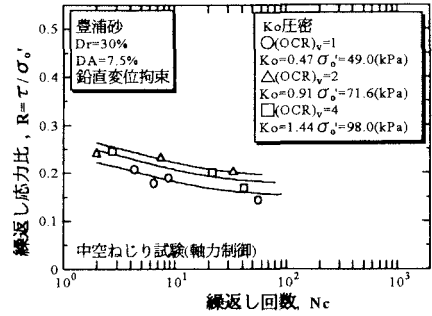 豊浦砂
Dr=30%
DA=7.5%
鉛直変位拘束
Ko圧密
○(OCR)v=1
Ko=0.47 σo'=49.0(kPa)
△(OCR)v=2
Ko=0.91 σo'=71.6(kPa)
□(OCR)v=4
Ko=1.44 σo'=98.0(kPa)
繰返し応力比, R=τ/σo'
0.5
0.4
0.3
0.2
0.1
0
中空ねじり試験(軸力制御)
10^0
10^1
10^2
10^3
繰返し回数, Nc